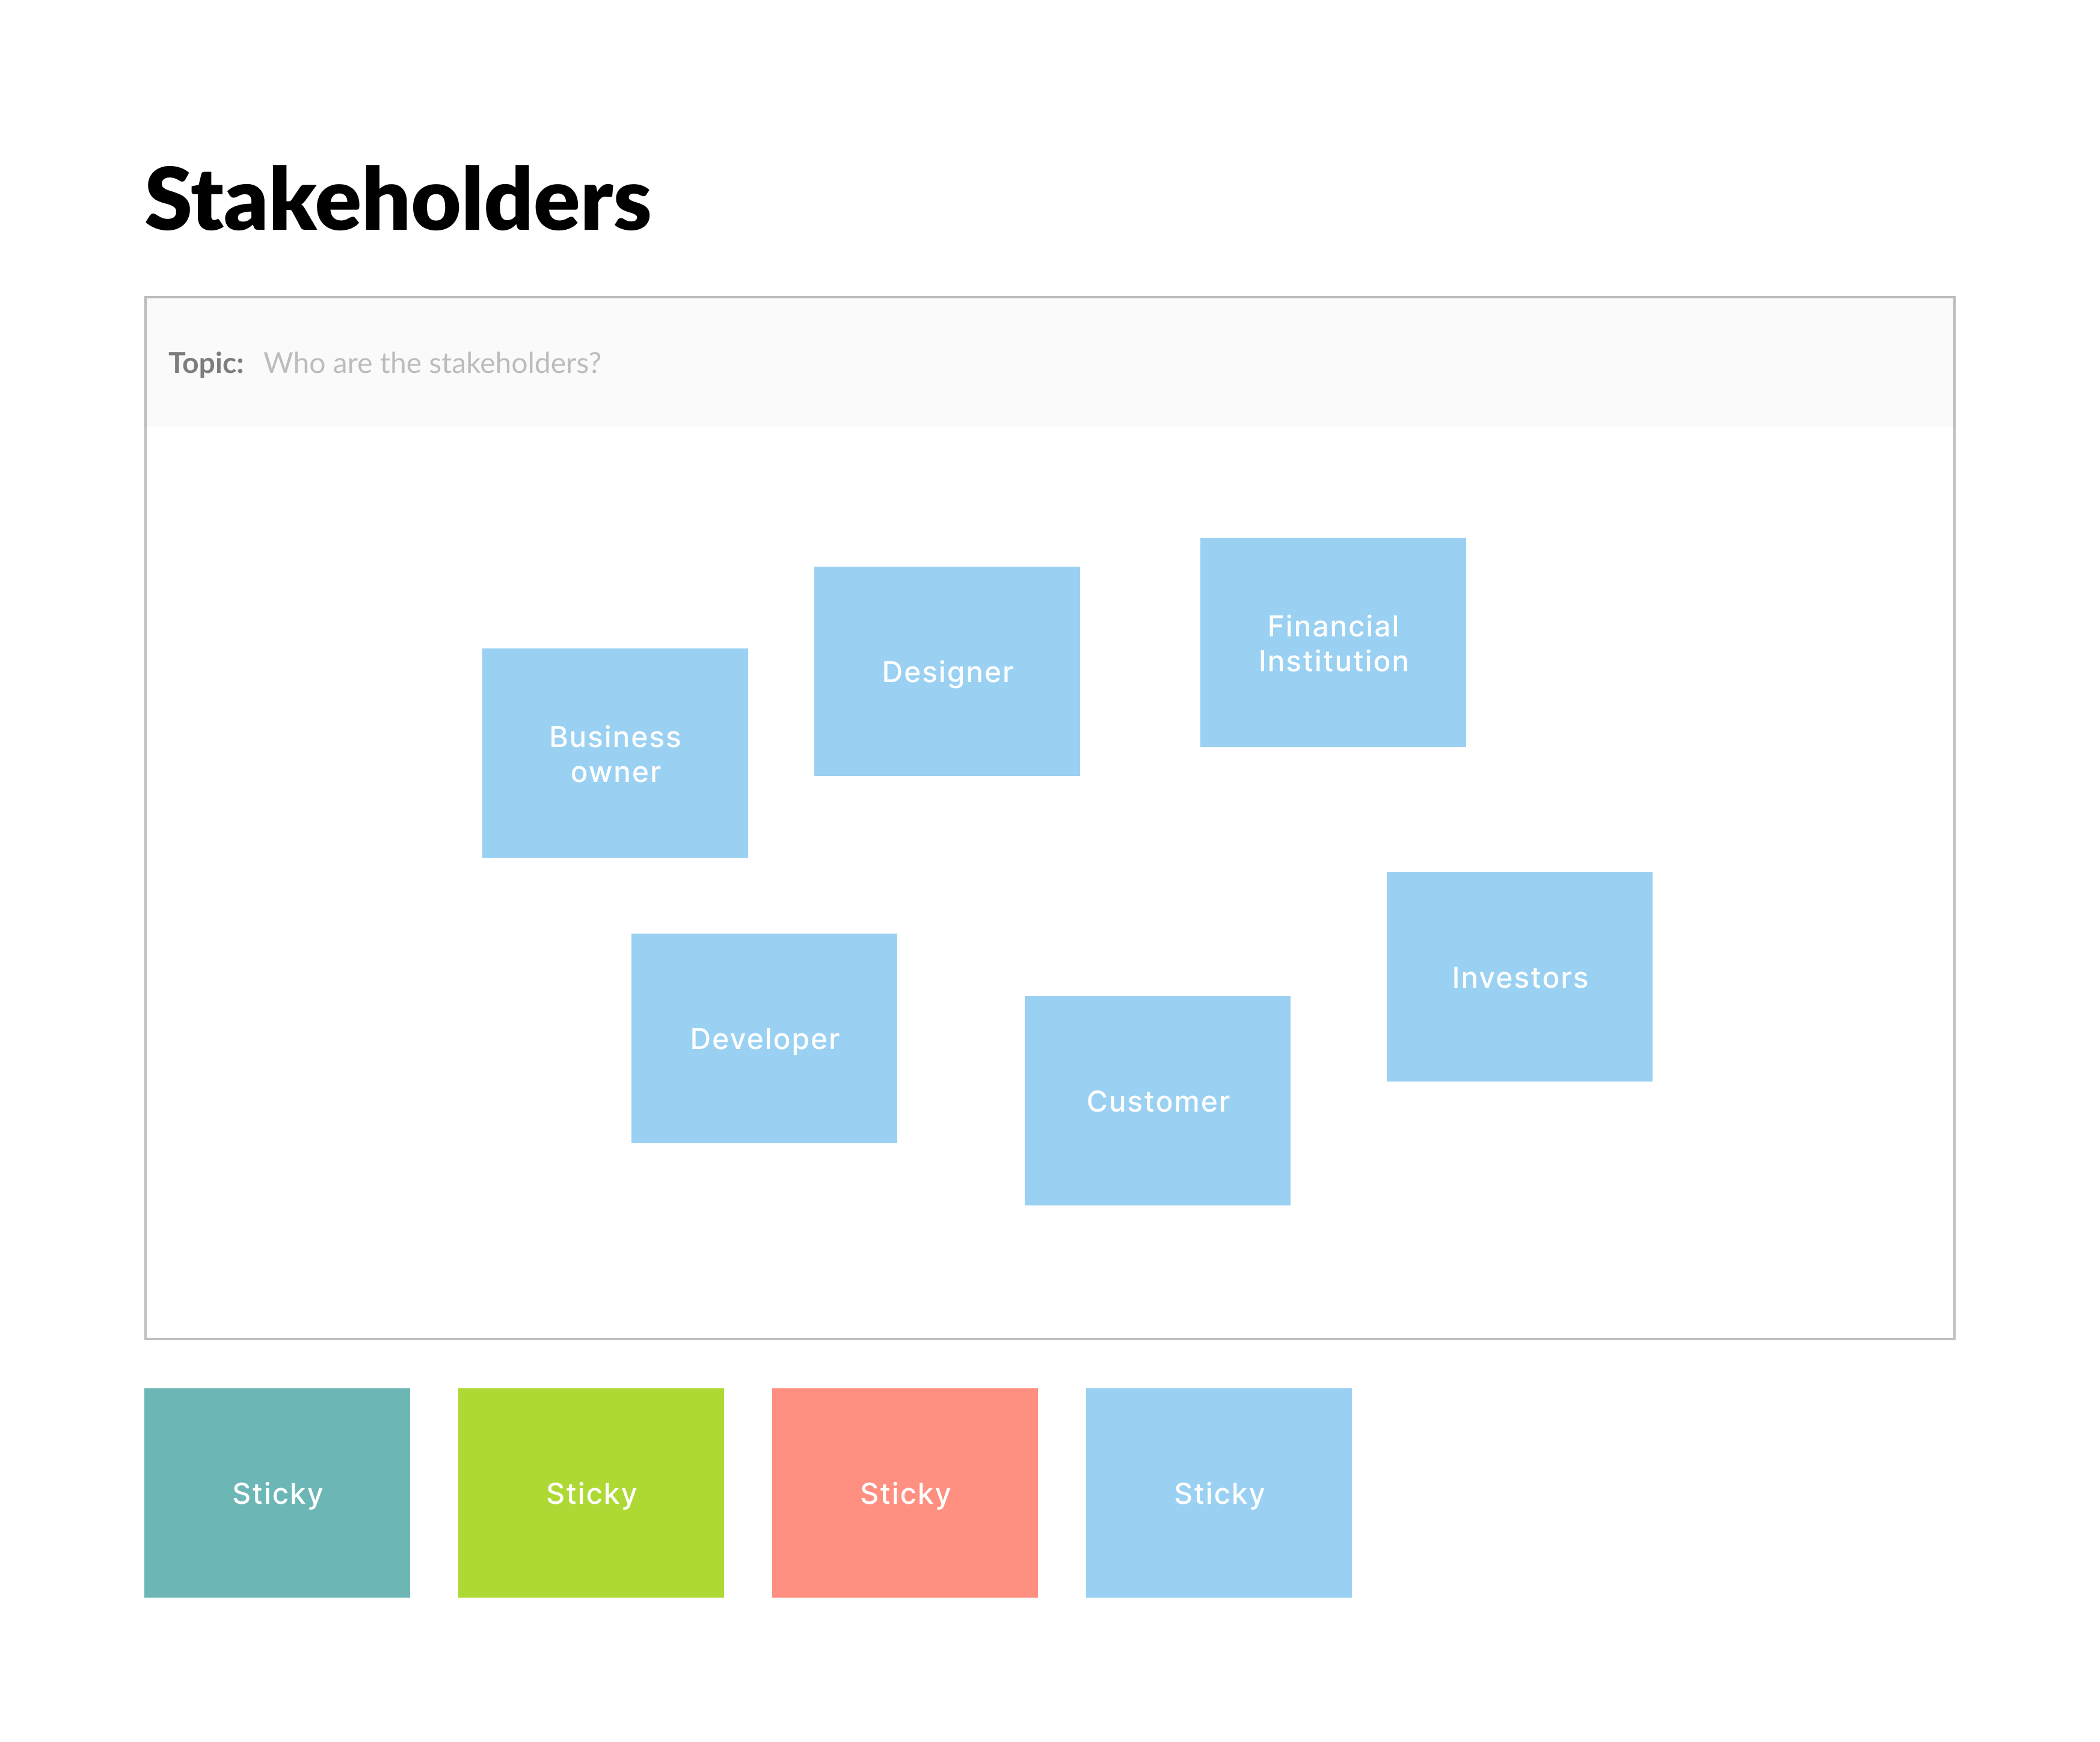 Stakeholders
Topic: Who are the stakeholders?
Financial
Institution
Designer
Business
owner
Investors
Developer
Customer
Sticky
Sticky
Sticky
Sticky